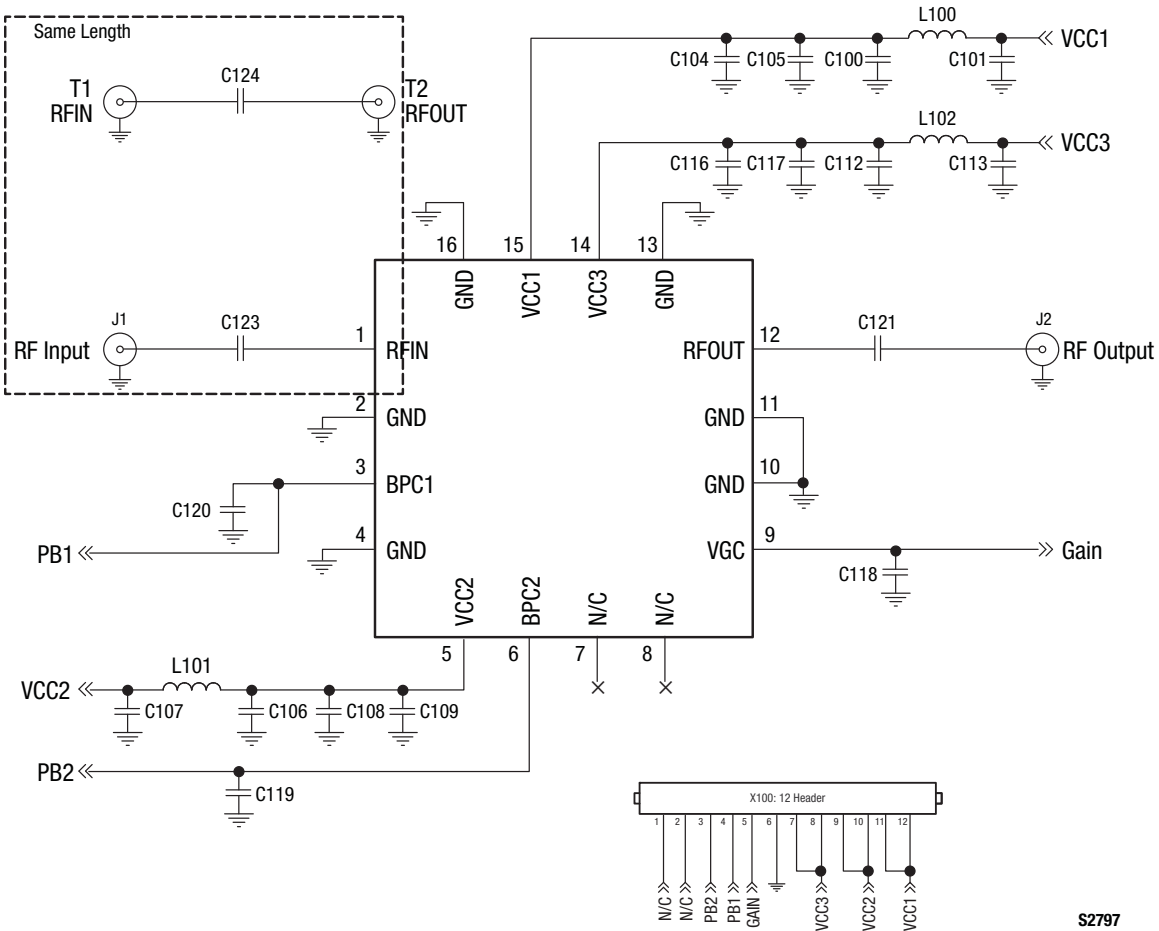 Same Length
T1
RFIN
C124
T2
RFOUT
L100
VCC1
C104
C105
C100
C101
L102
VCC3
C116
C117
C112
C113
16
15
14
13
GND
VCC1
VCC3
GND
RF Input
J1
C123
1
RFIN
RFOUT
12
C121
J2
RF Output
2
GND
GND
11
3
BPC1
GND
10
C120
PB1
4
GND
VGC
9
Gain
C118
VCC2
BPC2
N/C
N/C
5
6
7
8
VCC2
L101
C107
C106
C108
C109
PB2
C119
X100: 12 Header
1 2 3 4 5 6 7 8 9 10 11 12
N/C
N/C
PB2
PB1
GAIN
VCC3
VCC2
VCC1
S2797